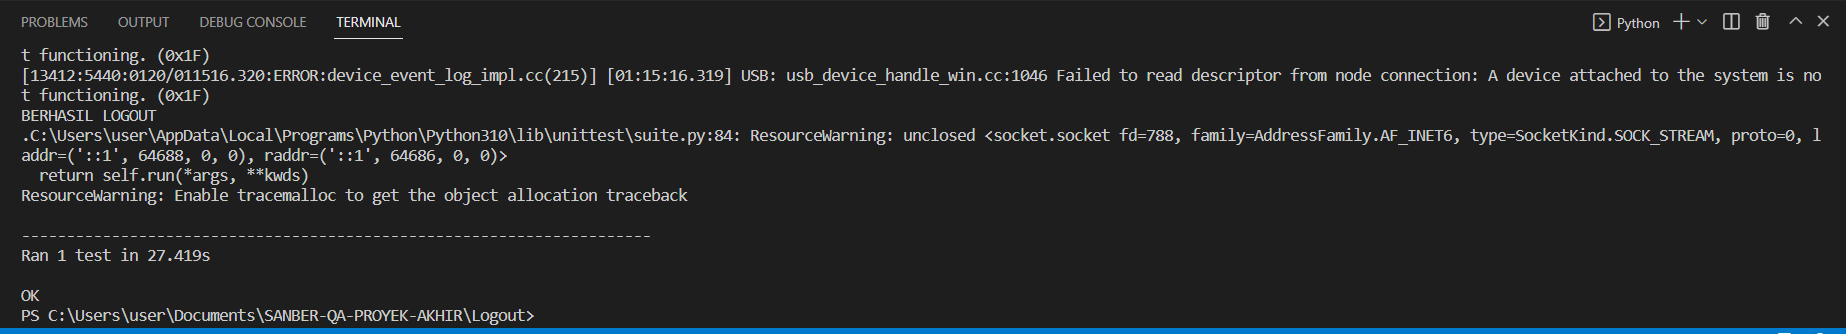 PROBLEMS OUTPUT DEBUG CONSOLE TERMINAL Python
t functioning. (0x1F)
[13412:5440:0120/011516.320:ERROR:device_event_log_impl.cc(215)] [01:15:16.319] USB: usb_device_handle_win.cc:1046 Failed to read descriptor from node connection: A device attached to the system is no
t functioning. (0x1F)
BERHASIL LOGOUT
.C:\Users\user\AppData\Local\Programs\Python\Python310\lib\unittest\suite.py:84: ResourceWarning: unclosed <socket.socket fd=788, family=AddressFamily.AF_INET6, type=SocketKind.SOCK_STREAM, proto=0, l
addr=('::1', 64688, 0, 0), raddr=('::1', 64686, 0, 0)>
  return self.run(*args, **kwds)
ResourceWarning: Enable tracemalloc to get the object allocation traceback
----------------------------------------------------------------------
Ran 1 test in 27.419s
OK
PS C:\Users\user\Documents\SANBER-QA-PROYEK-AKHIR\Logout>